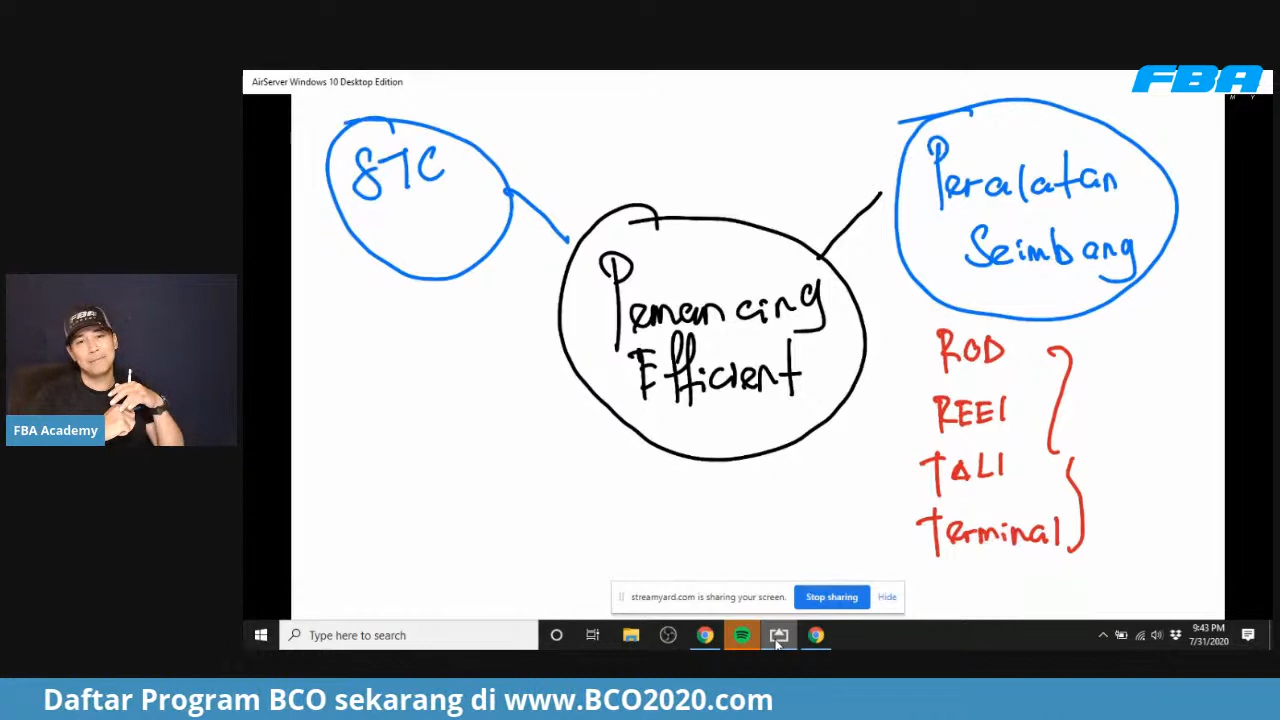 AirServer Windows 10 Desktop Edition
FBA
M Y
STC
Peralatan
Seimbang
Pemancing
Efficient
ROD
REEL
TALI
Terminal
FBA
FBA Academy
streamyard.com is sharing your screen.
Stop sharing
Hide
Type here to search
9:43 PM
7/31/2020
Daftar Program BCO sekarang di www.BCO2020.com